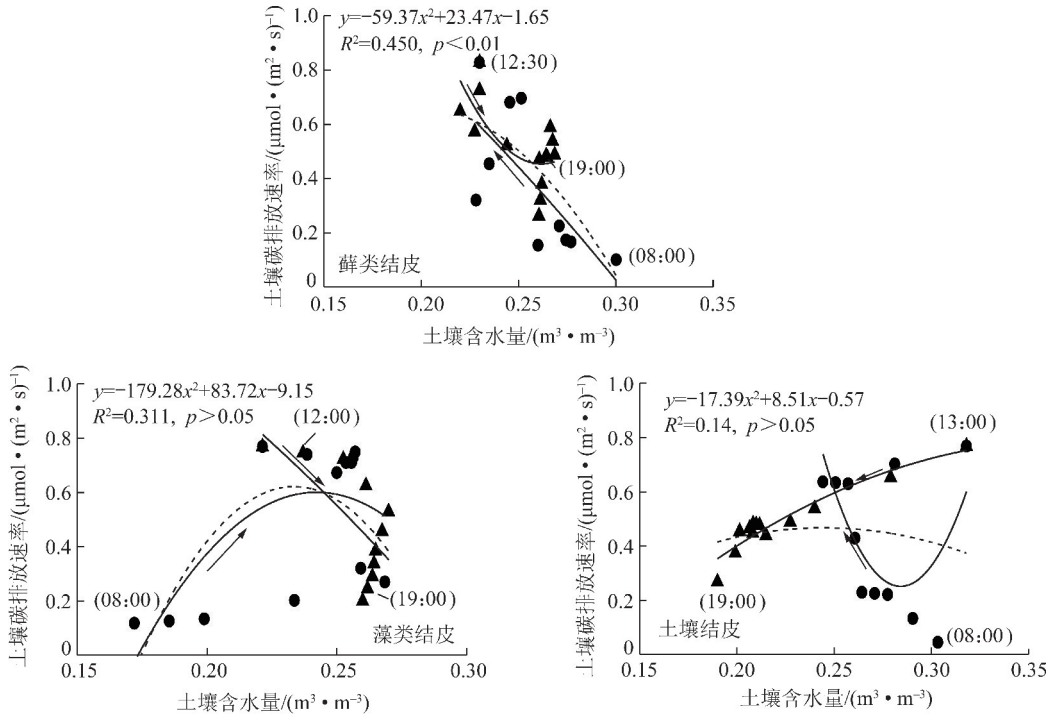 y=−59.37x²+23.47x−1.65
R²=0.450, p<0.01
1.0
0.8
0.6
0.4
0.2
0
(12:30)
(19:00)
(08:00)
藓类结皮
土壤碳排放速率/(μmol·(m²·s)⁻¹)
0.15 0.20 0.25 0.30 0.35
土壤含水量/(m³·m⁻³)
y=−179.28x²+83.72x−9.15
R²=0.311, p>0.05
1.0
0.8
0.6
0.4
0.2
0.0
(12:00)
(08:00)
(19:00)
藻类结皮
土壤碳排放速率/(μmol·(m²·s)⁻¹)
0.15 0.20 0.25 0.30
土壤含水量/(m³·m⁻³)
y=−17.39x²+8.51x−0.57
R²=0.14, p>0.05
1.0
0.8
0.6
0.4
0.2
0.0
(13:00)
(19:00)
(08:00)
土壤结皮
土壤碳排放速率/(μmol·(m²·s)⁻¹)
0.15 0.20 0.25 0.30 0.35
土壤含水量/(m³·m⁻³)